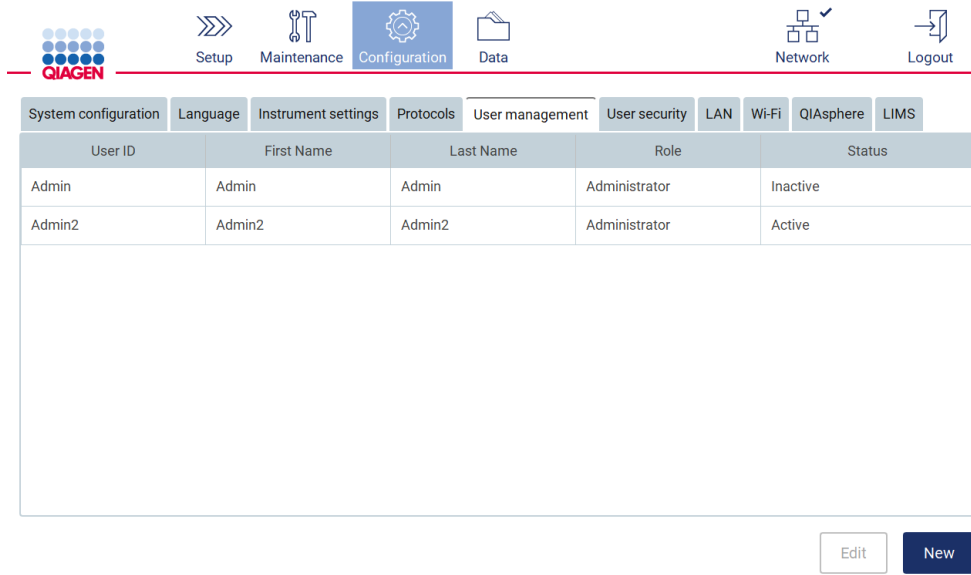 QIAGEN
Setup Maintenance Configuration Data Network Logout
System configuration Language Instrument settings Protocols User management User security LAN Wi-Fi QIAsphere LIMS
User ID First Name Last Name Role Status
Admin Admin Admin Administrator Inactive
Admin2 Admin2 Admin2 Administrator Active
Edit New